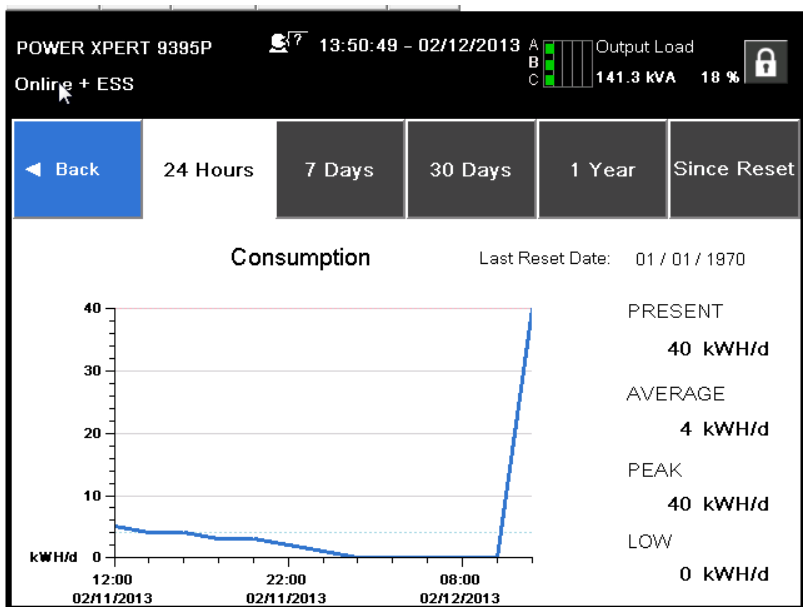 POWER XPERT 9395P
? 13:50:49 - 02/12/2013
Online + ESS
A
B
C
Output Load
141.3 kVA 18 %
Back
24 Hours
7 Days
30 Days
1 Year
Since Reset
Consumption
Last Reset Date: 01 / 01 / 1970
40
30
20
10
kWH/d 0
12:00
02/11/2013
22:00
02/11/2013
08:00
02/12/2013
PRESENT
40 kWH/d
AVERAGE
4 kWH/d
PEAK
40 kWH/d
LOW
0 kWH/d